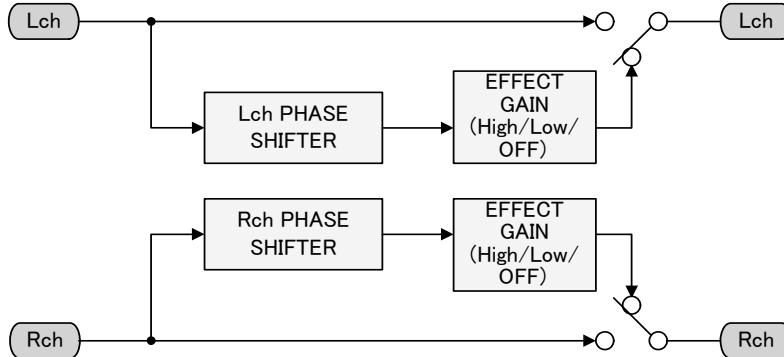 Lch
Lch
Lch PHASE
SHIFTER
EFFECT
GAIN
(High/Low/
OFF)
Rch PHASE
SHIFTER
EFFECT
GAIN
(High/Low/
OFF)
Rch
Rch